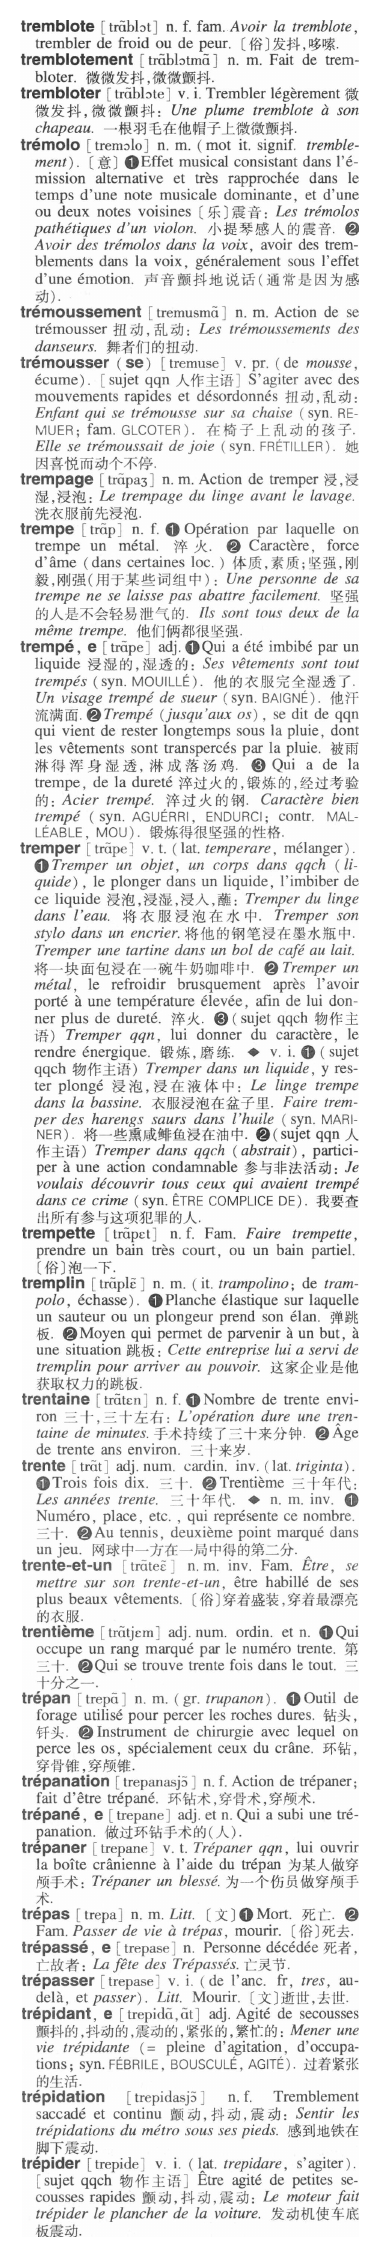 tremblote [trɑ̃blɔt] n. f. fam. Avoir la tremblote,
trembler de froid ou de peur. 〔俗〕发抖,哆嗦.
tremblotement [trɑ̃blɔtmɑ̃] n. m. Fait de trem-
bloter. 微微发抖,微微颤抖.
trembloter [trɑ̃blɔte] v. i. Trembler légèrement 微
微发抖,微微颤抖: Une plume tremblote à son
chapeau. 一根羽毛在他帽子上微微颤抖.
trémolo [tremɔlo] n. m. (mot it. signif. tremble-
ment). 〔意〕❶Effet musical consistant dans l'é-
mission alternative et très rapprochée dans le
temps d'une note musicale dominante, et d'une
ou deux notes voisines〔乐〕震音: Les trémolos
pathétiques d'un violon. 小提琴感人的震音. ❷
Avoir des trémolos dans la voix, avoir des trem-
blements dans la voix, généralement sous l'effet
d'une émotion. 声音颤抖地说话(通常是因为感
动).
trémoussement [tremusmɑ̃] n. m. Action de se
trémousser 扭动,乱动: Les trémoussements des
danseurs. 舞者们的扭动.
trémousser (se) [tremuse] v. pr. (de mousse,
écume). [sujet qqn 人作主语] S'agiter avec des
mouvements rapides et désordonnés 扭动,乱动:
Enfant qui se trémousse sur sa chaise (syn. RE-
MUER; fam. GLCOTER). 在椅子上乱动的孩子.
Elle se trémoussait de joie (syn. FRÉTILLER). 她
因喜悦而动个不停.
trempage [trɑ̃paʒ] n. m. Action de tremper 浸,浸
湿,浸泡: Le trempage du linge avant le lavage.
洗衣服前先浸泡.
trempe [trɑ̃p] n. f. ❶ Opération par laquelle on
trempe un métal. 淬火. ❷ Caractère, force
d'âme (dans certaines loc.) 体质,素质;坚强,刚
毅,刚强(用于某些词组中): Une personne de sa
trempe ne se laisse pas abattre facilement. 坚强
的人是不会轻易泄气的. Ils sont tous deux de la
même trempe. 他们俩都很坚强.
trempé, e [trɑ̃pe] adj. ❶Qui a été imbibé par un
liquide 浸湿的,湿透的: Ses vêtements sont tout
trempés (syn. MOUILLÉ). 他的衣服完全湿透了.
Un visage trempé de sueur (syn. BAIGNÉ). 他汗
流满面. ❷Trempé (jusqu'aux os), se dit de qqn
qui vient de rester longtemps sous la pluie, dont
les vêtements sont transpercés par la pluie. 被雨
淋得浑身湿透,淋成落汤鸡. ❸ Qui a de la
trempe, de la dureté 淬过火的,锻炼的,经过考验
的: Acier trempé. 淬过火的钢. Caractère bien
trempé (syn. AGUÉRRI, ENDURCI; contr. MAL-
LÉABLE, MOU). 锻炼得很坚强的性格.
tremper [trɑ̃pe] v. t. (lat. temperare, mélanger).
❶Tremper un objet, un corps dans qqch (li-
quide), le plonger dans un liquide, l'imbiber de
ce liquide 浸泡,浸湿,浸入,蘸: Tremper du linge
dans l'eau. 将衣服浸泡在水中. Tremper son
stylo dans un encrier. 将他的钢笔浸在墨水瓶中.
Tremper une tartine dans un bol de café au lait.
将一块面包浸在一碗牛奶咖啡中. ❷Tremper un
métal, le refroidir brusquement après l'avoir
porté à une température élevée, afin de lui don-
ner plus de dureté. 淬火. ❸(sujet qqch 物作主
语) Tremper qqn, lui donner du caractère, le
rendre énergique. 锻炼,磨练. ◆ v. i. ❶(sujet
qqch 物作主语) Tremper dans un liquide, y res-
ter plongé 浸泡,浸在液体中: Le linge trempe
dans la bassine. 衣服浸泡在盆子里. Faire trem-
per des harengs saurs dans l'huile (syn. MARI-
NER). 将一些熏咸鲱鱼浸在油中. ❷(sujet qqn 人
作主语) Tremper dans qqch (abstrait), partici-
per à une action condamnable 参与非法活动: Je
voulais découvrir tous ceux qui avaient trempé
dans ce crime (syn. ÊTRE COMPLICE DE). 我要查
出所有参与这项犯罪的人.
trempette [trɑ̃pɛt] n. f. Fam. Faire trempette,
prendre un bain très court, ou un bain partiel.
〔俗〕泡一下.
tremplin [trɑ̃plɛ̃] n. m. (it. trampolino; de tram-
polo, échasse). ❶Planche élastique sur laquelle
un sauteur ou un plongeur prend son élan. 弹跳
板. ❷Moyen qui permet de parvenir à un but, à
une situation 跳板: Cette entreprise lui a servi de
tremplin pour arriver au pouvoir. 这家企业是他
获取权力的跳板.
trentaine [trɑ̃tɛn] n. f. ❶Nombre de trente envi-
ron 三十,三十左右: L'opération dure une tren-
taine de minutes. 手术持续了三十来分钟. ❷Âge
de trente ans environ. 三十来岁.
trente [trɑ̃t] adj. num. cardin. inv. (lat. triginta).
❶Trois fois dix. 三十. ❷Trentième 三十年代:
Les années trente. 三十年代. ◆ n. m. inv. ❶
Numéro, place, etc., qui représente ce nombre.
三十. ❷Au tennis, deuxième point marqué dans
un jeu. 网球中一方在一局中得的第二分.
trente-et-un [trɑ̃teɛ̃] n. m. inv. Fam. Être, se
mettre sur son trente-et-un, être habillé de ses
plus beaux vêtements. 〔俗〕穿着盛装,穿着最漂亮
的衣服.
trentième [trɑ̃tjɛm] adj. num. ordin. et n. ❶Qui
occupe un rang marqué par le numéro trente. 第
三十. ❷Qui se trouve trente fois dans le tout. 三
十分之一.
trépan [trepɑ̃] n. m. (gr. trupanon). ❶Outil de
forage utilisé pour percer les roches dures. 钻头,
钎头. ❷ Instrument de chirurgie avec lequel on
perce les os, spécialement ceux du crâne. 环钻,
穿骨锥,穿颅锥.
trépanation [trepanasjɔ̃] n. f. Action de trépaner;
fait d'être trépané. 环钻术,穿骨术,穿颅术.
trépané, e [trepane] adj. et n. Qui a subi une tré-
panation. 做过环钻手术的(人).
trépaner [trepane] v. t. Trépaner qqn, lui ouvrir
la boîte crânienne à l'aide du trépan 为某人做穿
颅手术: Trépaner un blessé. 为一个伤员做穿颅手
术.
trépas [trepa] n. m. Litt. 〔文〕❶Mort. 死亡. ❷
Fam. Passer de vie à trépas, mourir. 〔俗〕死去.
trépassé, e [trepase] n. Personne décédée 死者,
亡故者: La fête des Trépassés. 亡灵节.
trépasser [trepase] v. i. (de l'anc. fr, tres, au-
delà, et passer). Litt. Mourir. 〔文〕逝世,去世.
trépidant, e [trepidɑ̃,ɑ̃t] adj. Agité de secousses
颤抖的,抖动的,震动的,紧张的,繁忙的: Mener une
vie trépidante (= pleine d'agitation, d'occupa-
tions; syn. FÉBRILE, BOUSCULÉ, AGITÉ). 过着紧张
的生活.
trépidation [trepidasjɔ̃] n. f. Tremblement
saccadé et continu 颤动,抖动,震动: Sentir les
trépidations du métro sous ses pieds. 感到地铁在
脚下震动.
trépider [trepide] v. i. (lat. trepidare, s'agiter).
[sujet qqch 物作主语] Être agité de petites se-
cousses rapides 颤动,抖动,震动: Le moteur fait
trépider le plancher de la voiture. 发动机使车底
板震动.